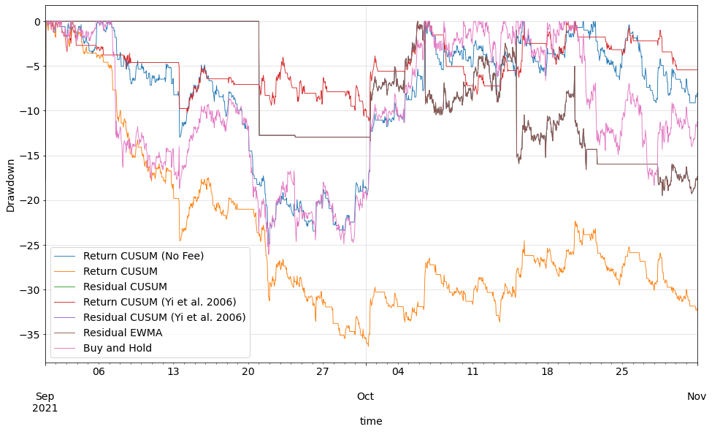 0
−5
−10
−15
−20
−25
−30
−35
Drawdown
Return CUSUM (No Fee)
Return CUSUM
Residual CUSUM
Return CUSUM (Yi et al. 2006)
Residual CUSUM (Yi et al. 2006)
Residual EWMA
Buy and Hold
06 13 20 27 04 11 18 25
Sep Oct Nov
2021
time